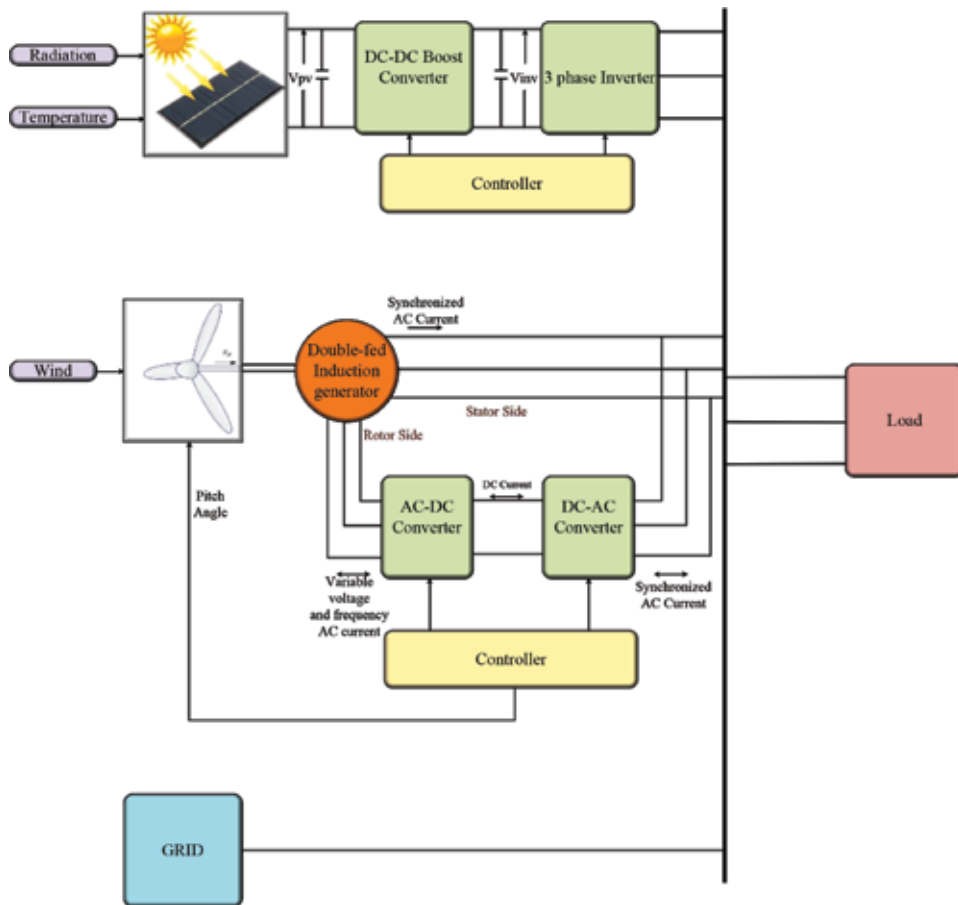 Radiation
Temperature
Vpv
DC-DC Boost
Converter
Vinv
3 phase Inverter
Controller
Synchronized
AC Current
Wind
Double-fed
Induction
generator
Stator Side
Rotor Side
Load
Pitch
Angle
AC-DC
Converter
DC Current
DC-AC
Converter
Variable
voltage
and frequency
AC current
Synchronized
AC Current
Controller
GRID